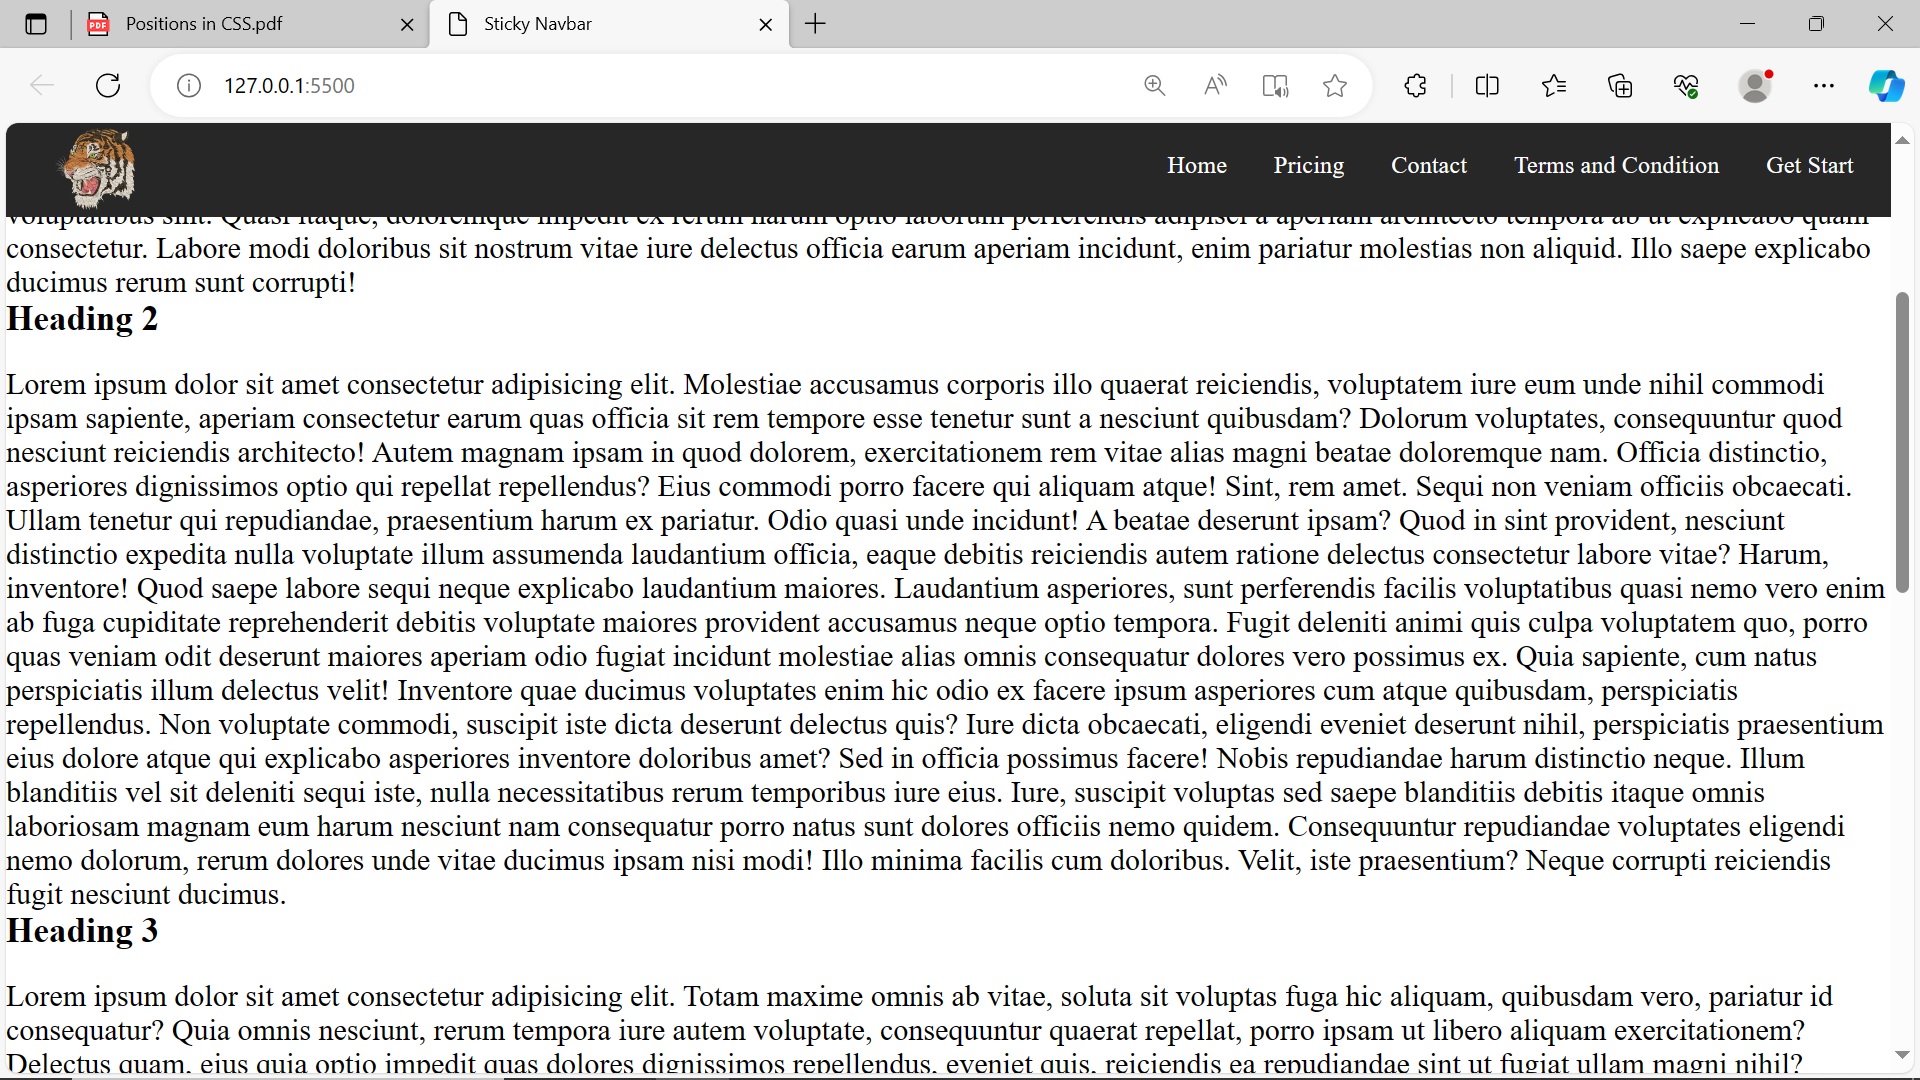 Positions in CSS.pdf
Sticky Navbar
PDF
127.0.0.1:5500
Home Pricing Contact Terms and Condition Get Start
voluptatibus sint. Quasi itaque, doloremque impedit ex rerum harum optio laborum perferendis adipisci a aperiam architecto tempora ab ut explicabo quam
consectetur. Labore modi doloribus sit nostrum vitae iure delectus officia earum aperiam incidunt, enim pariatur molestias non aliquid. Illo saepe explicabo
ducimus rerum sunt corrupti!
Heading 2
Lorem ipsum dolor sit amet consectetur adipisicing elit. Molestiae accusamus corporis illo quaerat reiciendis, voluptatem iure eum unde nihil commodi
ipsam sapiente, aperiam consectetur earum quas officia sit rem tempore esse tenetur sunt a nesciunt quibusdam? Dolorum voluptates, consequuntur quod
nesciunt reiciendis architecto! Autem magnam ipsam in quod dolorem, exercitationem rem vitae alias magni beatae doloremque nam. Officia distinctio,
asperiores dignissimos optio qui repellat repellendus? Eius commodi porro facere qui aliquam atque! Sint, rem amet. Sequi non veniam officiis obcaecati.
Ullam tenetur qui repudiandae, praesentium harum ex pariatur. Odio quasi unde incidunt! A beatae deserunt ipsam? Quod in sint provident, nesciunt
distinctio expedita nulla voluptate illum assumenda laudantium officia, eaque debitis reiciendis autem ratione delectus consectetur labore vitae? Harum,
inventore! Quod saepe labore sequi neque explicabo laudantium maiores. Laudantium asperiores, sunt perferendis facilis voluptatibus quasi nemo vero enim
ab fuga cupiditate reprehenderit debitis voluptate maiores provident accusamus neque optio tempora. Fugit deleniti animi quis culpa voluptatem quo, porro
quas veniam odit deserunt maiores aperiam odio fugiat incidunt molestiae alias omnis consequatur dolores vero possimus ex. Quia sapiente, cum natus
perspiciatis illum delectus velit! Inventore quae ducimus voluptates enim hic odio ex facere ipsum asperiores cum atque quibusdam, perspiciatis
repellendus. Non voluptate commodi, suscipit iste dicta deserunt delectus quis? Iure dicta obcaecati, eligendi eveniet deserunt nihil, perspiciatis praesentium
eius dolore atque qui explicabo asperiores inventore doloribus amet? Sed in officia possimus facere! Nobis repudiandae harum distinctio neque. Illum
blanditiis vel sit deleniti sequi iste, nulla necessitatibus rerum temporibus iure eius. Iure, suscipit voluptas sed saepe blanditiis debitis itaque omnis
laboriosam magnam eum harum nesciunt nam consequatur porro natus sunt dolores officiis nemo quidem. Consequuntur repudiandae voluptates eligendi
nemo dolorum, rerum dolores unde vitae ducimus ipsam nisi modi! Illo minima facilis cum doloribus. Velit, iste praesentium? Neque corrupti reiciendis
fugit nesciunt ducimus.
Heading 3
Lorem ipsum dolor sit amet consectetur adipisicing elit. Totam maxime omnis ab vitae, soluta sit voluptas fuga hic aliquam, quibusdam vero, pariatur id
consequatur? Quia omnis nesciunt, rerum tempora iure autem voluptate, consequuntur quaerat repellat, porro ipsam ut libero aliquam exercitationem?
Delectus quam, eius quia optio impedit quas dolores dignissimos repellendus, eveniet quis, reiciendis ea repudiandae sint ut fugiat ullam magni nihil?